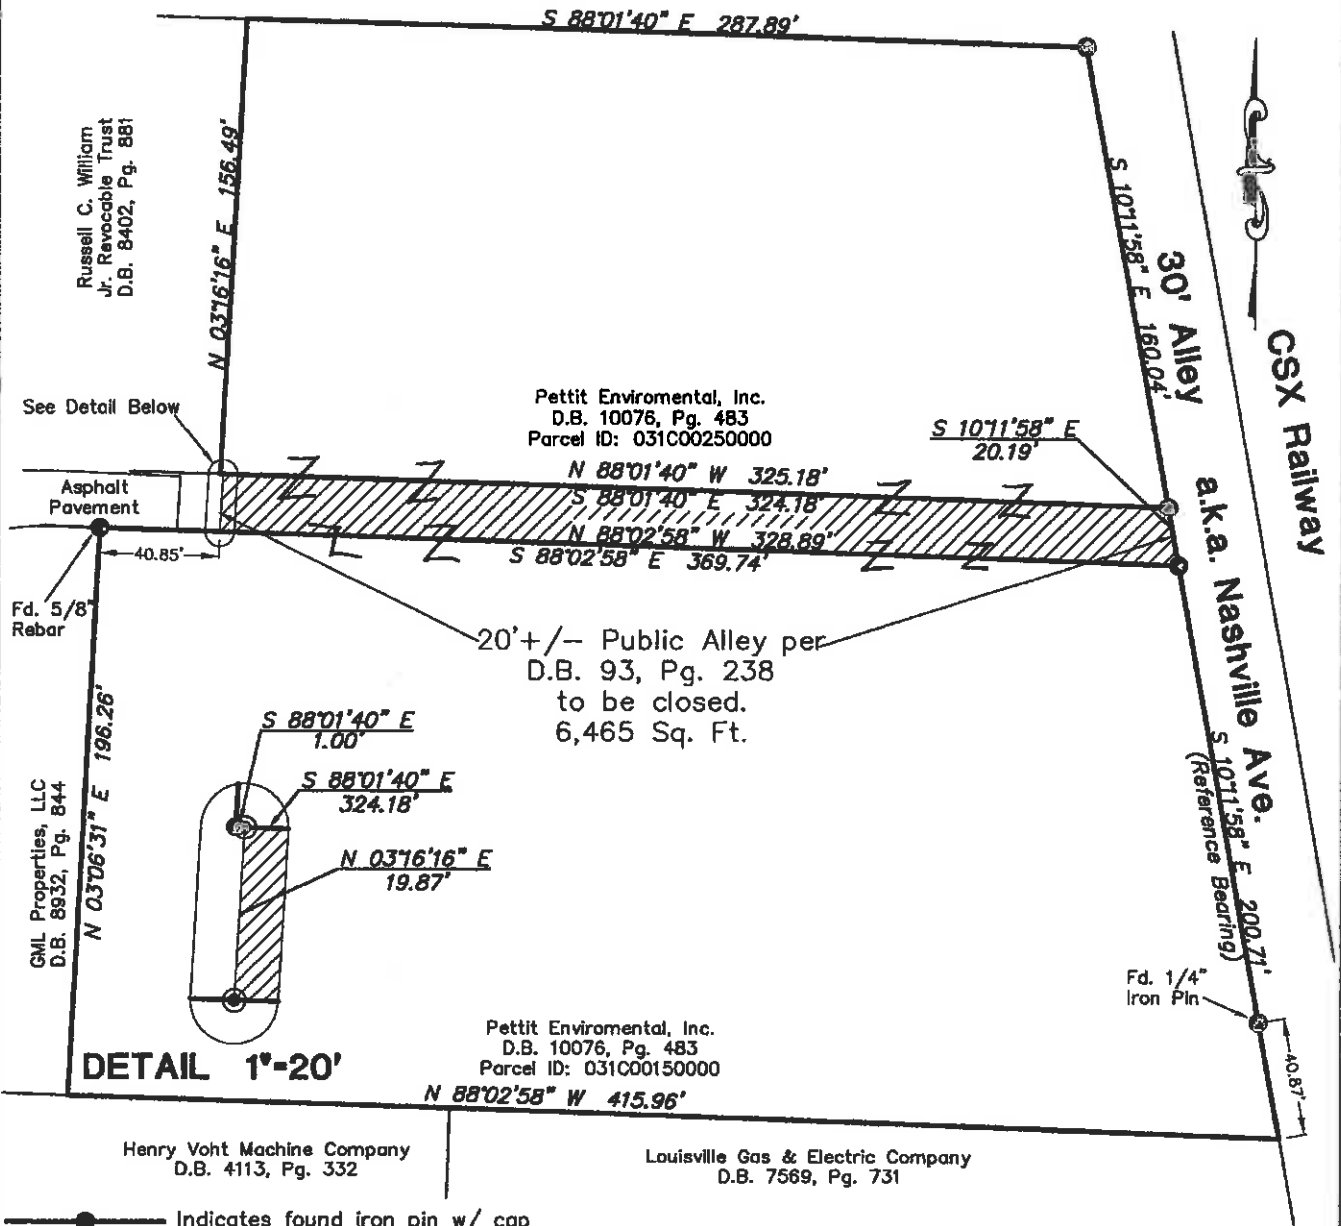 S 88°01'40" E 287.89'
Russell C. William
Jr. Revocable Trust
D.B. 8402, Pg. 881
N 03°16'16" E 156.49'
S 10°11'58" E 160.04'
30' Alley
a.k.a. Nashville Ave.
CSX Railway
See Detail Below
Pettit Enviromental, Inc.
D.B. 10076, Pg. 483
Parcel ID: 031C00250000
S 10°11'58" E
20.19'
N 88°01'40" W 325.18'
S 88°01'40" E 324.18'
N 88°02'58" W 328.89'
S 88°02'58" E 369.74'
Asphalt
Pavement
40.85'
Fd. 5/8"
Rebar
20'+/- Public Alley per
D.B. 93, Pg. 238
to be closed.
6,465 Sq. Ft.
GML Properties, LLC
D.B. 8932, Pg. 844
N 03°06'31" E 196.26'
S 88°01'40" E
1.00'
S 88°01'40" E
324.18'
N 03°16'16" E
19.87'
DETAIL 1"=20'
S 10°11'58" E 200.71'
(Reference Bearing)
Fd. 1/4"
Iron Pin
40.87'
Pettit Enviromental, Inc.
D.B. 10076, Pg. 483
Parcel ID: 031C00150000
N 88°02'58" W 415.96'
Henry Voht Machine Company
D.B. 4113, Pg. 332
Louisville Gas & Electric Company
D.B. 7569, Pg. 731
Indicates found iron pin w/ cap